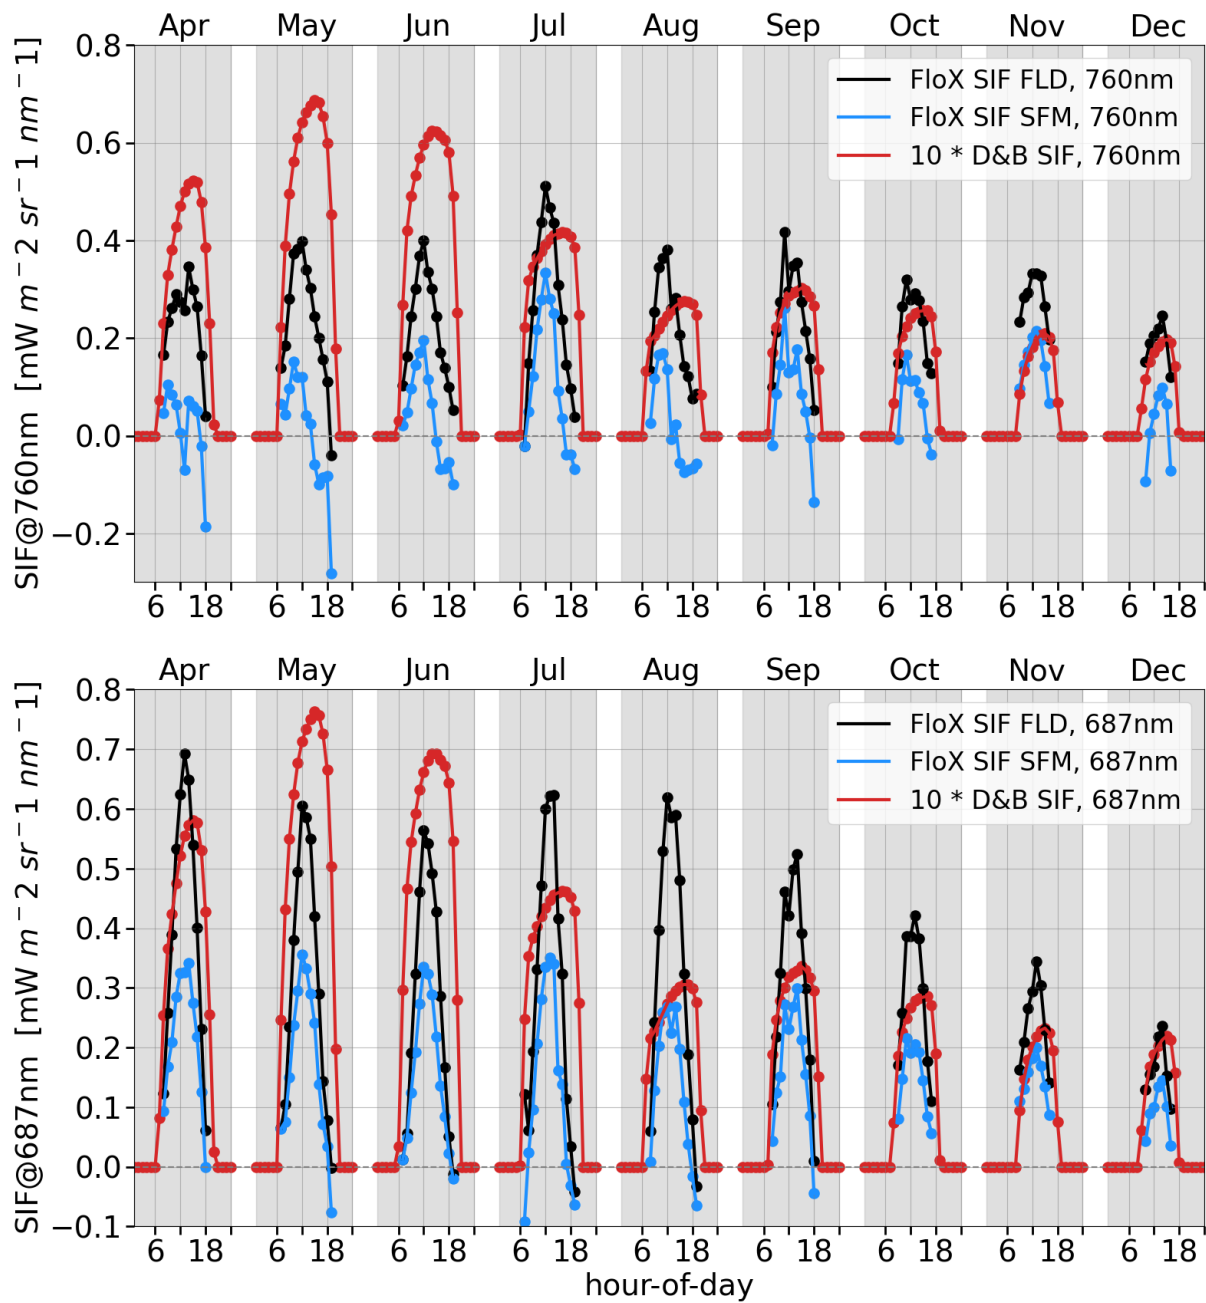 Apr May Jun Jul Aug Sep Oct Nov Dec
0.8
0.6
0.4
0.2
0.0
−0.2
SIF@760nm [mW m−2 sr−1 nm−1]
FloX SIF FLD, 760nm
FloX SIF SFM, 760nm
10 * D&B SIF, 760nm
6 18 6 18 6 18 6 18 6 18 6 18 6 18 6 18 6 18
Apr May Jun Jul Aug Sep Oct Nov Dec
0.8
0.7
0.6
0.5
0.4
0.3
0.2
0.1
0.0
−0.1
SIF@687nm [mW m−2 sr−1 nm−1]
FloX SIF FLD, 687nm
FloX SIF SFM, 687nm
10 * D&B SIF, 687nm
6 18 6 18 6 18 6 18 6 18 6 18 6 18 6 18 6 18
hour-of-day